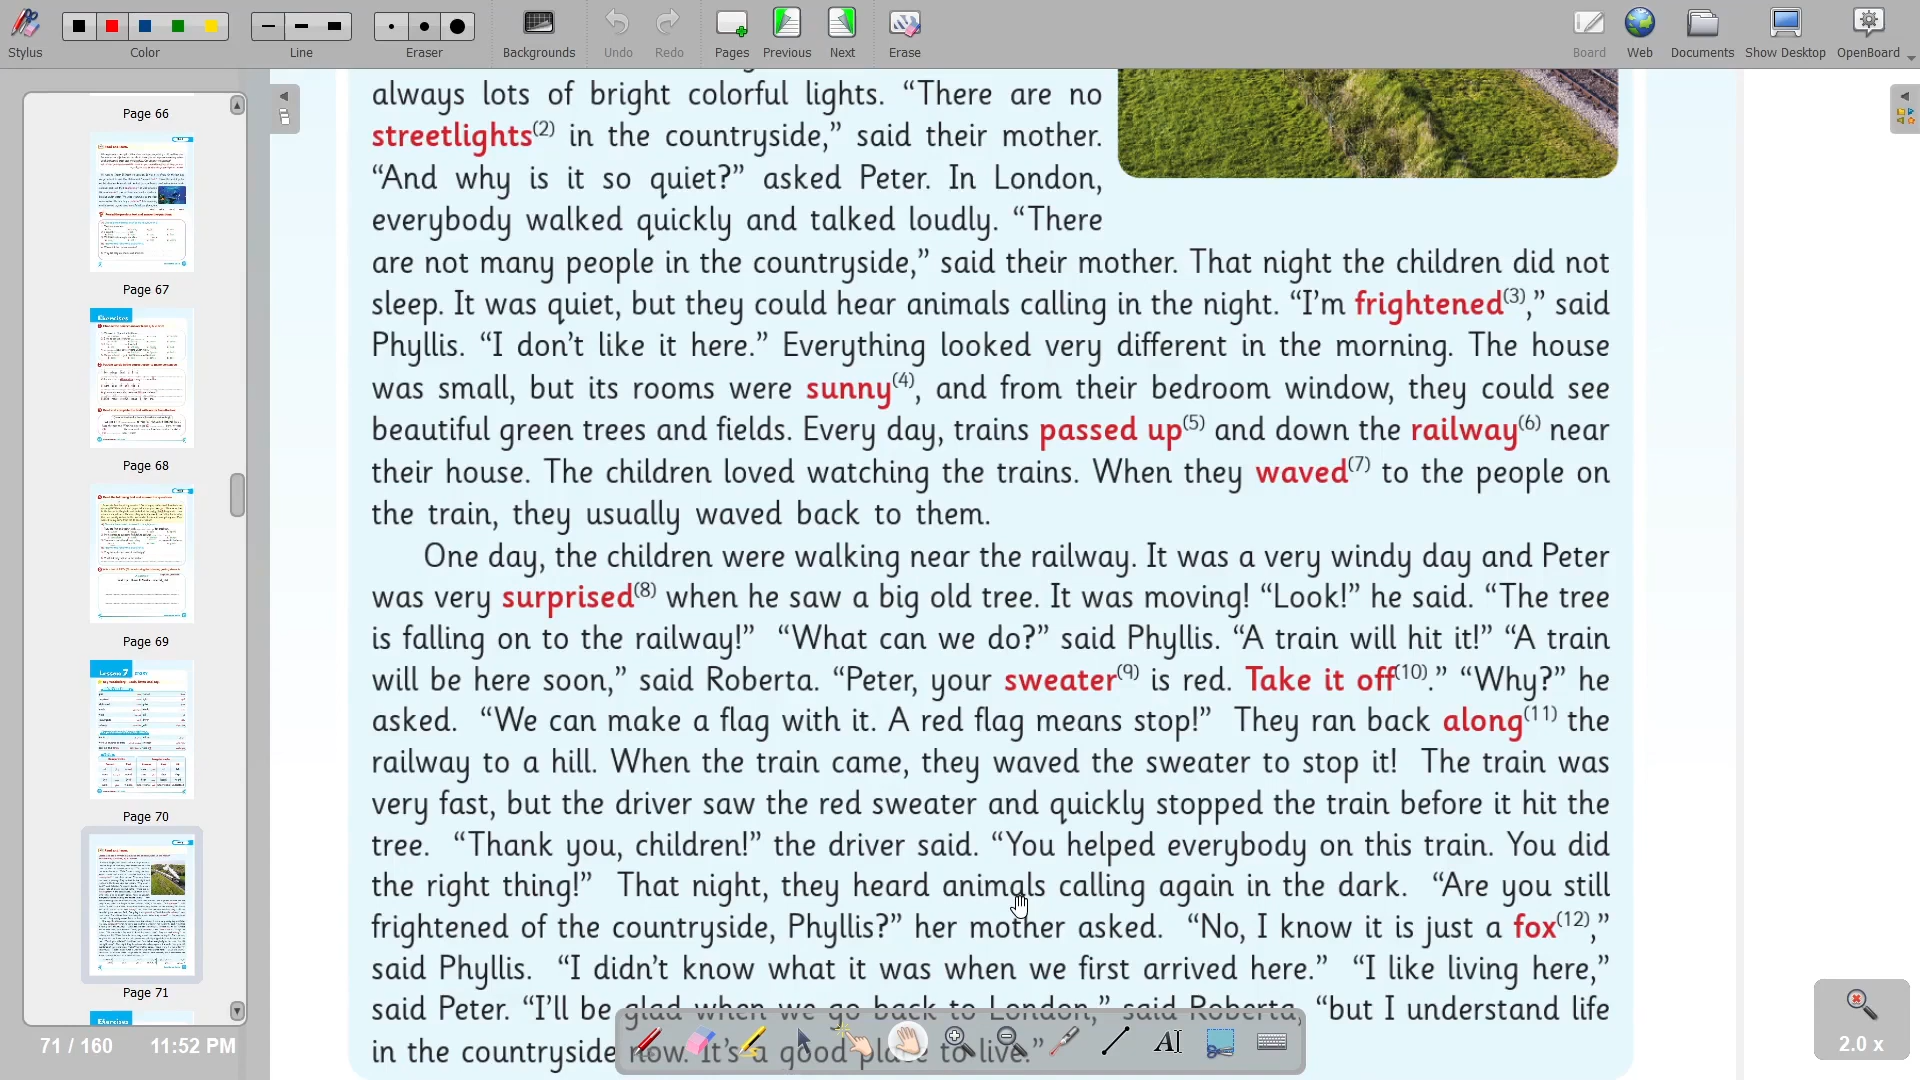 Stylus
Color
Line
Eraser
Backgrounds
Undo
Redo
Pages
Previous
Next
Erase
Board
Web
Documents
Show Desktop
OpenBoard
Page 66
Page 67
Exercises
Page 68
Page 69
Lesson 7
Page 70
Page 71
Exercises
71 / 160 11:52 PM
always lots of bright colorful lights. “There are no
streetlights(2) in the countryside,” said their mother.
“And why is it so quiet?” asked Peter. In London,
everybody walked quickly and talked loudly. “There
are not many people in the countryside,” said their mother. That night the children did not
sleep. It was quiet, but they could hear animals calling in the night. “I’m frightened(3),” said
Phyllis. “I don’t like it here.” Everything looked very different in the morning. The house
was small, but its rooms were sunny(4), and from their bedroom window, they could see
beautiful green trees and fields. Every day, trains passed up(5) and down the railway(6) near
their house. The children loved watching the trains. When they waved(7) to the people on
the train, they usually waved back to them.
One day, the children were walking near the railway. It was a very windy day and Peter
was very surprised(8) when he saw a big old tree. It was moving! “Look!” he said. “The tree
is falling on to the railway!” “What can we do?” said Phyllis. “A train will hit it!” “A train
will be here soon,” said Roberta. “Peter, your sweater(9) is red. Take it off(10).” “Why?” he
asked. “We can make a flag with it. A red flag means stop!” They ran back along(11) the
railway to a hill. When the train came, they waved the sweater to stop it! The train was
very fast, but the driver saw the red sweater and quickly stopped the train before it hit the
tree. “Thank you, children!” the driver said. “You helped everybody on this train. You did
the right thing!” That night, they heard animals calling again in the dark. “Are you still
frightened of the countryside, Phyllis?” her mother asked. “No, I know it is just a fox(12),”
said Phyllis. “I didn’t know what it was when we first arrived here.” “I like living here,”
said Peter. “I’ll be glad when we go back to London,” said Roberta, “but I understand life
in the countryside now. It’s a good place to live.”
2.0 x